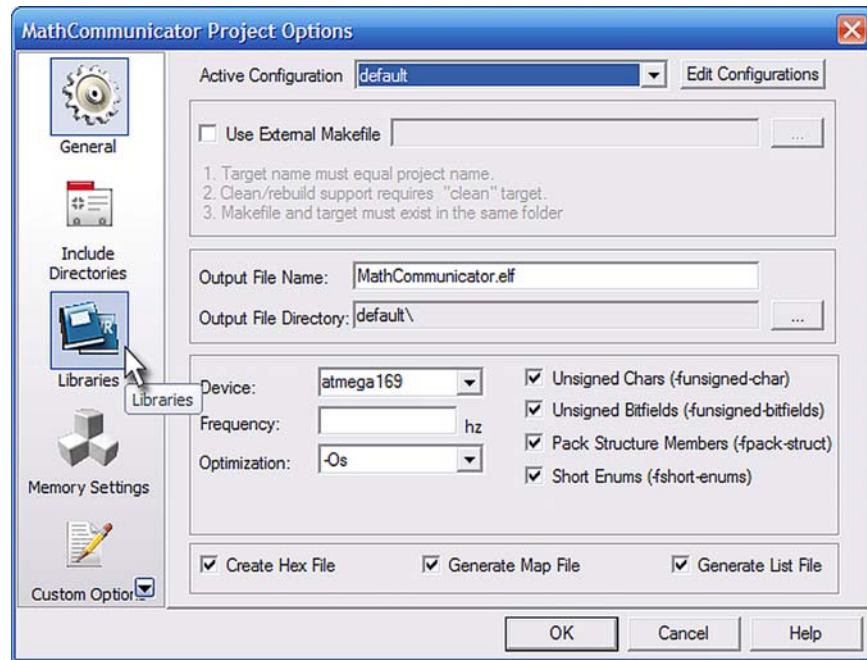 MathCommunicator Project Options
General
Include
Directories
Libraries
Libraries
Memory Settings
Custom Option
Active Configuration default Edit Configurations
Use External Makefile ...
1. Target name must equal project name.
2. Clean/rebuild support requires "clean" target.
3. Makefile and target must exist in the same folder
Output File Name: MathCommunicator.elf
Output File Directory: default\ ...
Device: atmega169
Frequency: hz
Optimization: -Os
Unsigned Chars (-funsigned-char)
Unsigned Bitfields (-funsigned-bitfields)
Pack Structure Members (-fpack-struct)
Short Enums (-fshort-enums)
Create Hex File Generate Map File Generate List File
OK Cancel Help